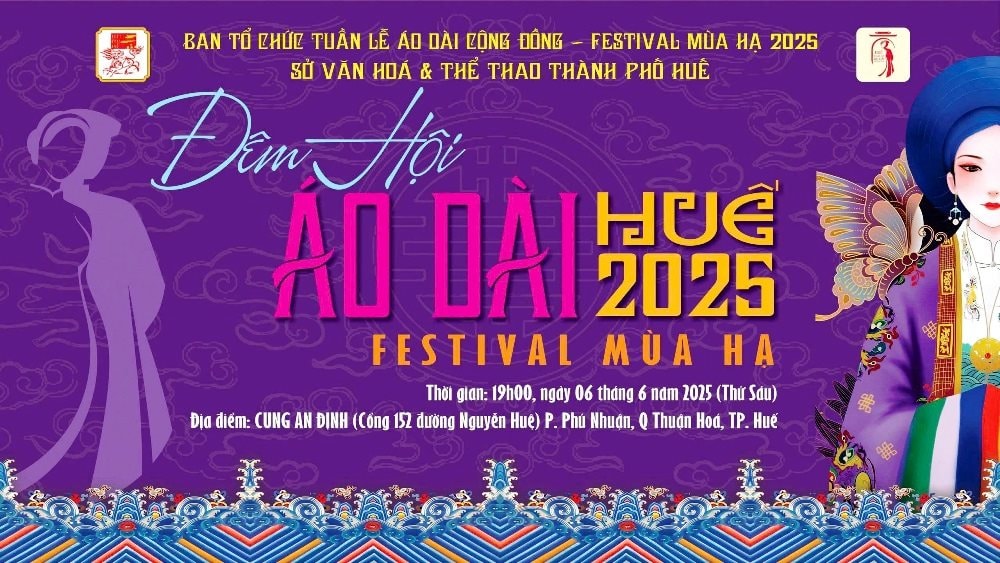 BAN TỔ CHỨC TUẦN LỄ ÁO DÀI CỘNG ĐỒNG – FESTIVAL MÙA HẠ 2025
SỞ VĂN HOÁ & THỂ THAO THÀNH PHỐ HUẾ
Đêm Hội
ÁO DÀI HUẾ
2025
FESTIVAL MÙA HẠ
Thời gian: 19h00, ngày 06 tháng 6 năm 2025 (Thứ Sáu)
Địa điểm: CUNG AN ĐỊNH (Cổng 152 đường Nguyễn Huệ) P. Phú Nhuận, Q Thuận Hoá, TP. Huế